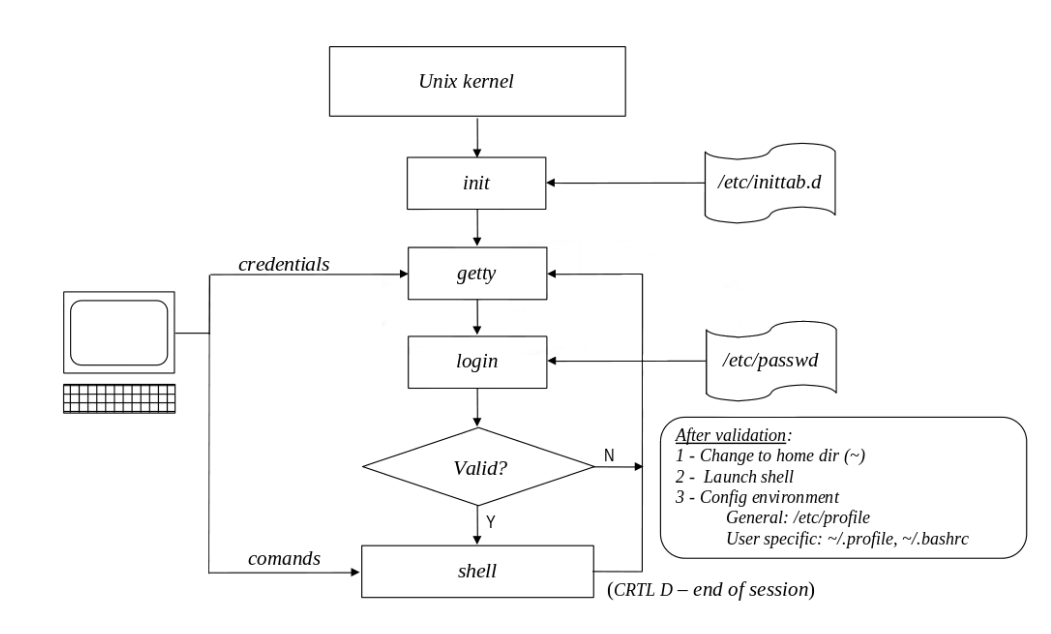 Unix kernel
init
/etc/inittab.d
credentials
getty
login
/etc/passwd
Valid?
N
Y
After validation:
1 - Change to home dir (~)
2 - Launch shell
3 - Config environment
General: /etc/profile
User specific: ~/.profile, ~/.bashrc
comands
shell
(CRTL D – end of session)